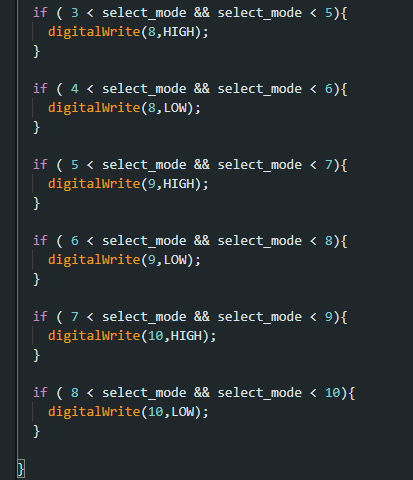 if ( 3 < select_mode && select_mode < 5){
digitalWrite(8,HIGH);
}
if ( 4 < select_mode && select_mode < 6){
digitalWrite(8,LOW);
}
if ( 5 < select_mode && select_mode < 7){
digitalWrite(9,HIGH);
}
if ( 6 < select_mode && select_mode < 8){
digitalWrite(9,LOW);
}
if ( 7 < select_mode && select_mode < 9){
digitalWrite(10,HIGH);
}
if ( 8 < select_mode && select_mode < 10){
digitalWrite(10,LOW);
}
}